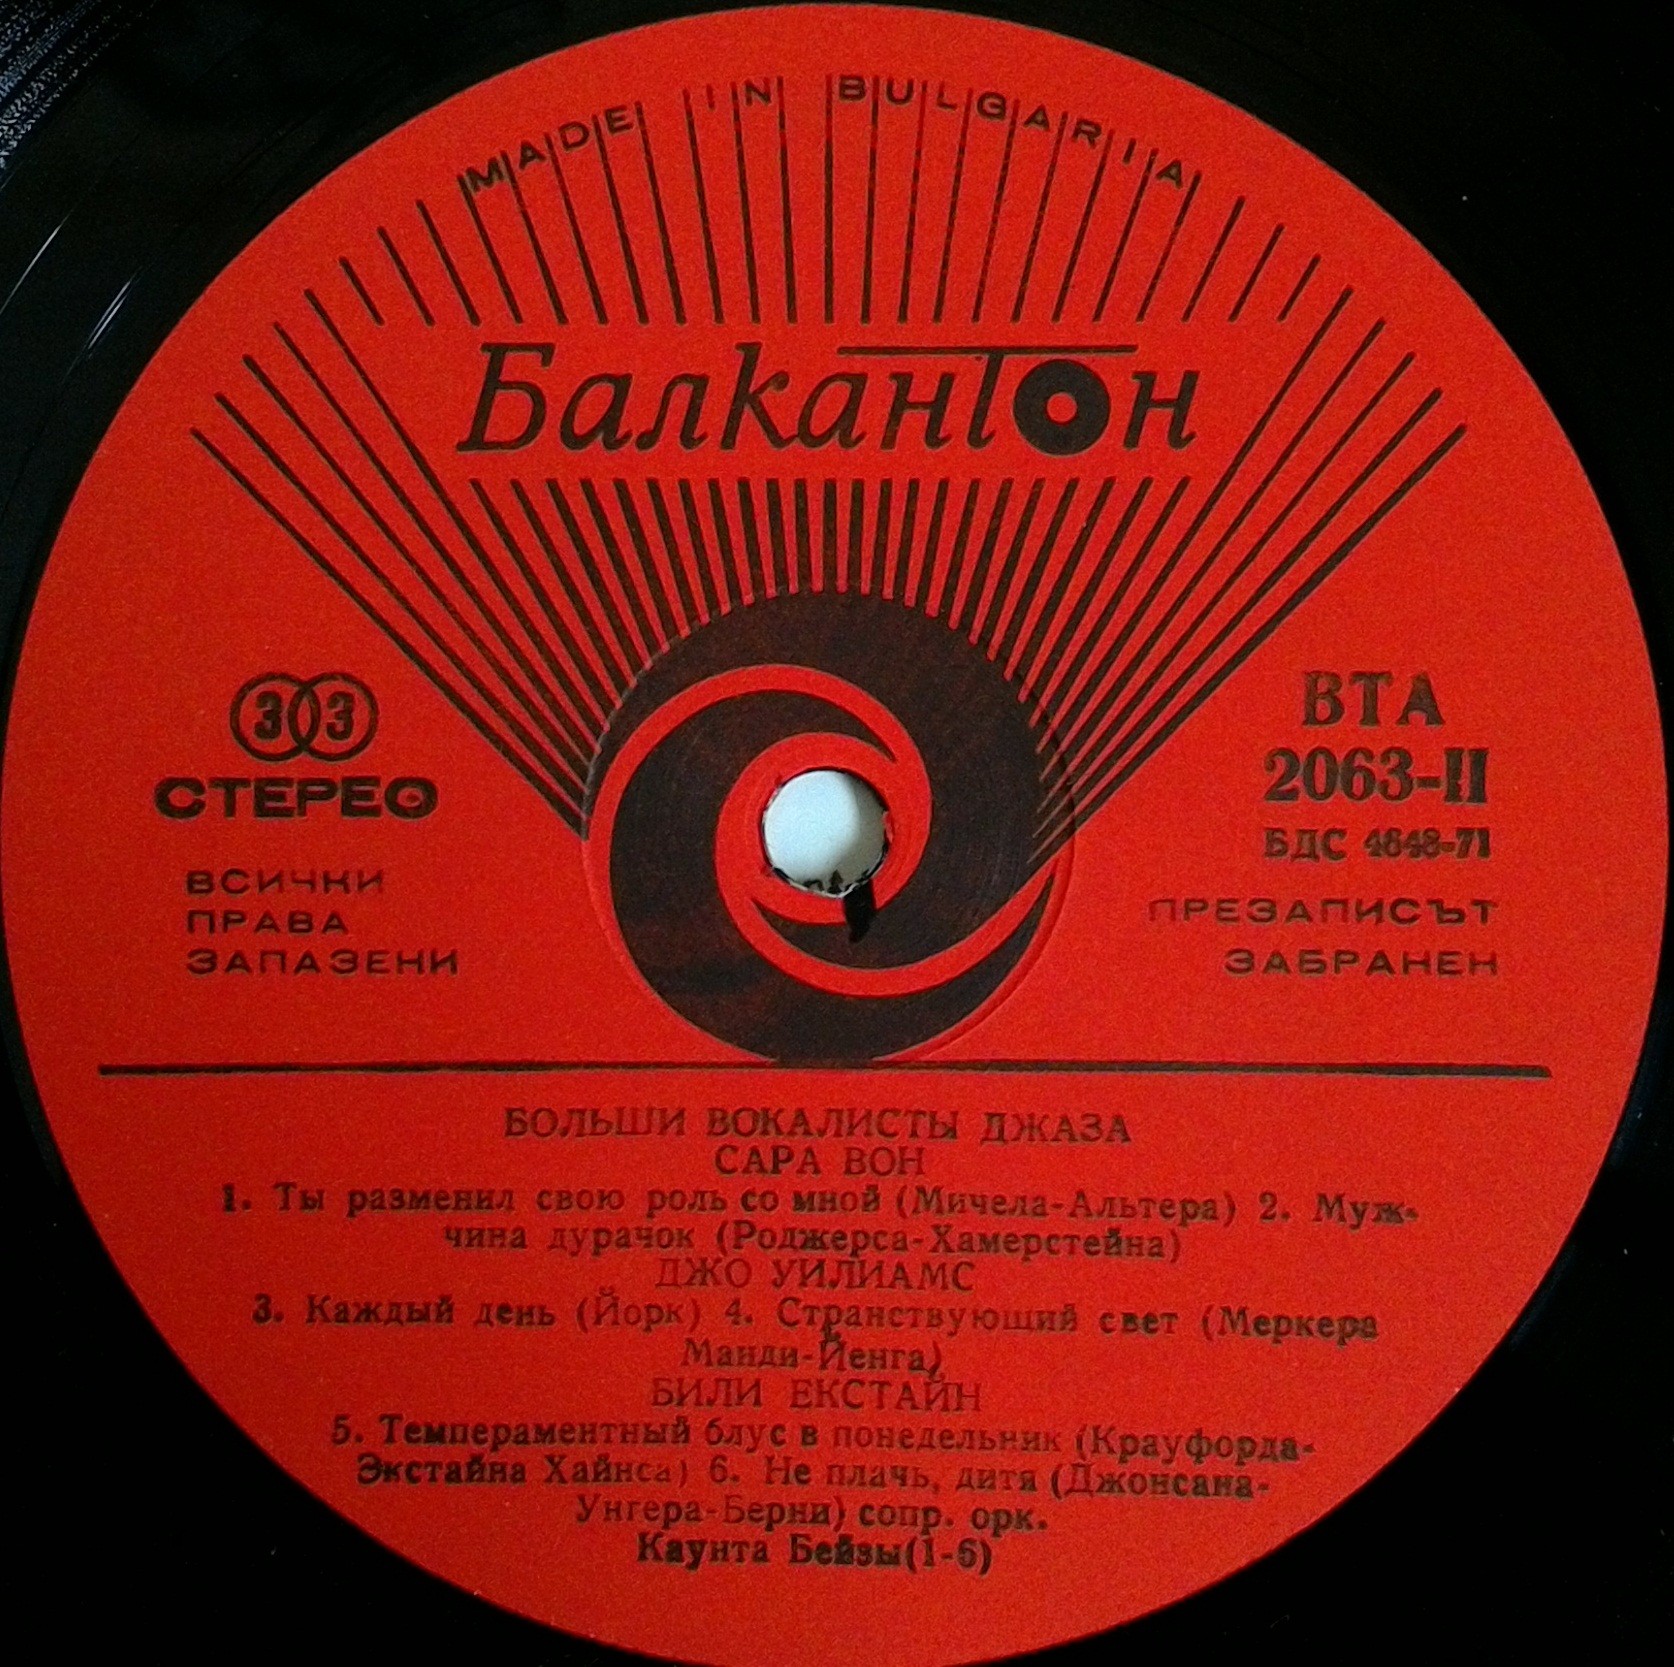 MADE IN BULGARIA
Балкантон
33
СТЕРЕО
ВСИЧКИ
ПРАВА
ЗАПАЗЕНИ
ВТА
2063-II
БДС 4648-71
ПРЕЗАПИСЪТ
ЗАБРАНЕН
БОЛЬШИ ВОКАЛИСТЫ ДЖАЗА
САРА ВОН
1. Ты разменил свою роль со мной (Мичела-Альтера) 2. Муж-
чина дурачок (Роджерса-Хамерстейна)
ДЖО УИЛИАМС
3. Каждый день (Йорк) 4. Странствующий свет (Меркера
Манди-Йенга)
БИЛИ ЕКСТАЙН
5. Темпераментный блус в понедельник (Крауфорда-
Экстайна Хайнса) 6. Не плачь, дитя (Джонсана-
Унгера-Берни) сопр. орк.
Каунта Бейзы(1-6)